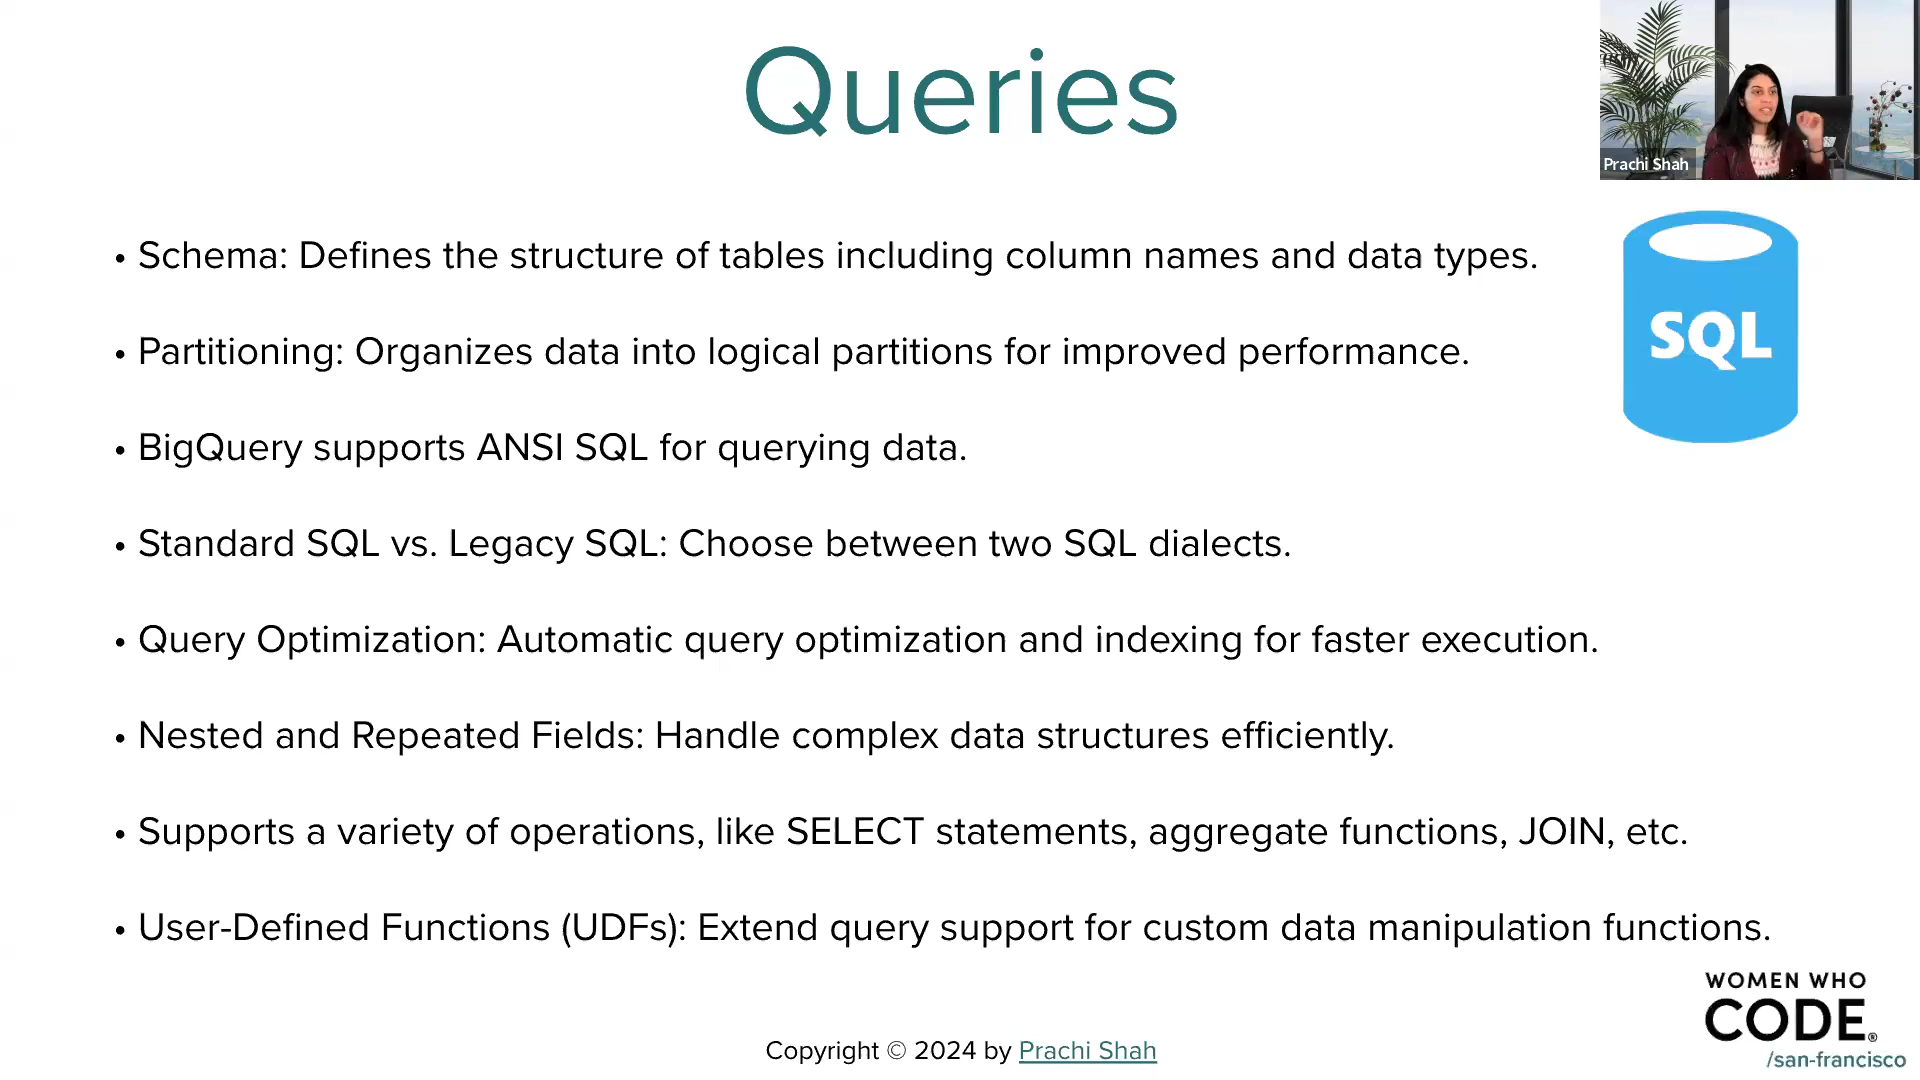 Queries
Prachi Shah
• Schema: Defines the structure of tables including column names and data types.
SQL
• Partitioning: Organizes data into logical partitions for improved performance.
• BigQuery supports ANSI SQL for querying data.
• Standard SQL vs. Legacy SQL: Choose between two SQL dialects.
• Query Optimization: Automatic query optimization and indexing for faster execution.
• Nested and Repeated Fields: Handle complex data structures efficiently.
• Supports a variety of operations, like SELECT statements, aggregate functions, JOIN, etc.
• User-Defined Functions (UDFs): Extend query support for custom data manipulation functions.
WOMEN WHO
CODE®
/san-francisco
Copyright © 2024 by Prachi Shah